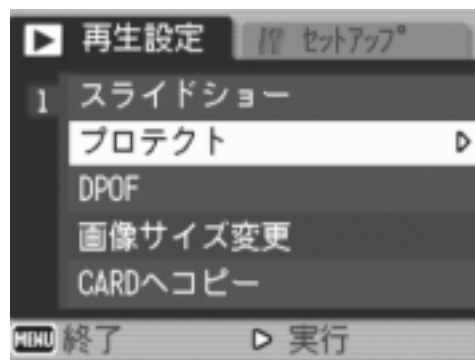 再生設定 セットアップ
1 スライドショー
プロテクト
DPOF
画像サイズ変更
CARDへコピー
MENU 終了 実行